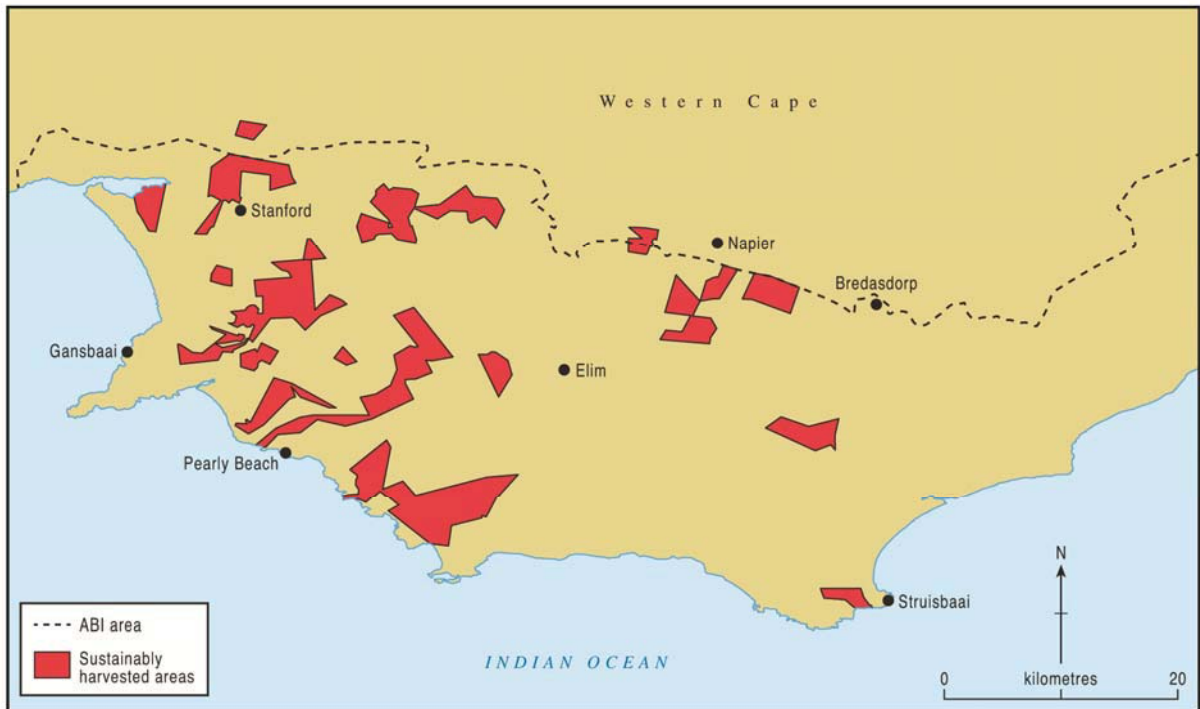 Western Cape
Stanford
Napier
Bredasdorp
Gansbaai
Elim
Pearly Beach
N
Struisbaai
ABI area
Sustainably
harvested areas
INDIAN OCEAN
0 kilometres 20